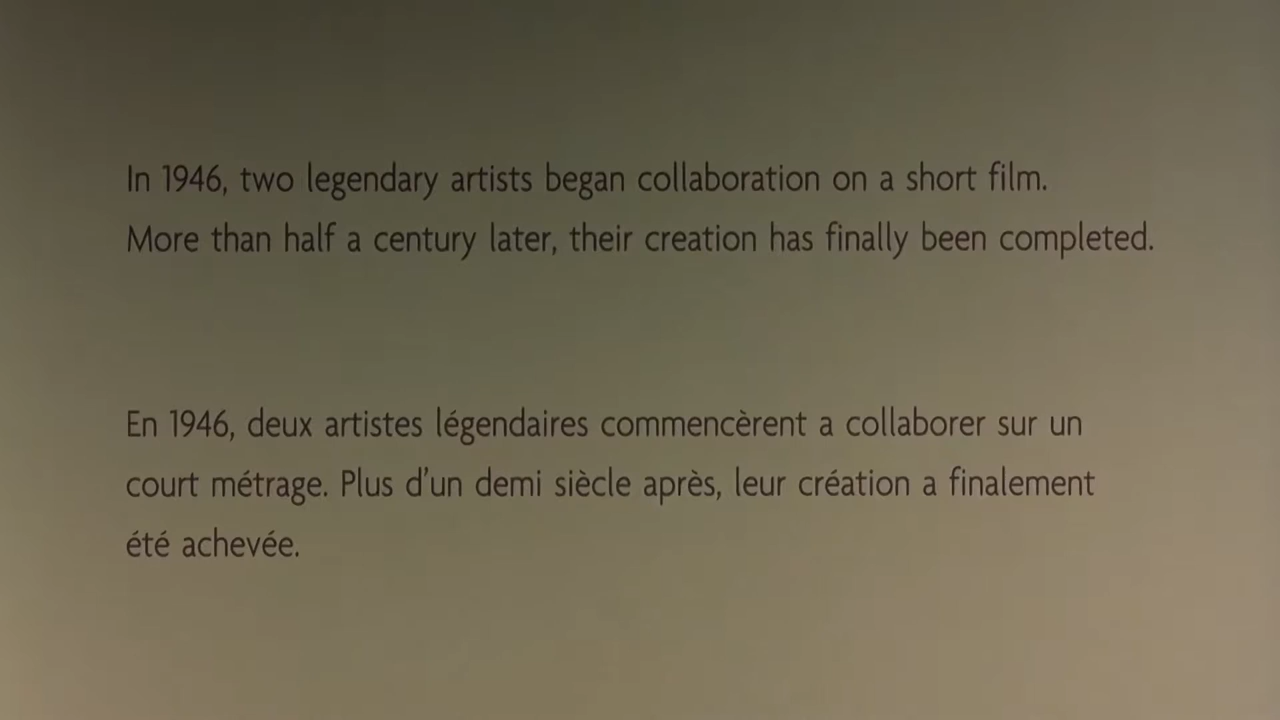 In 1946, two legendary artists began collaboration on a short film.
More than half a century later, their creation has finally been completed.
En 1946, deux artistes légendaires commencèrent a collaborer sur un
court métrage. Plus d'un demi siècle après, leur création a finalement
été achevée.